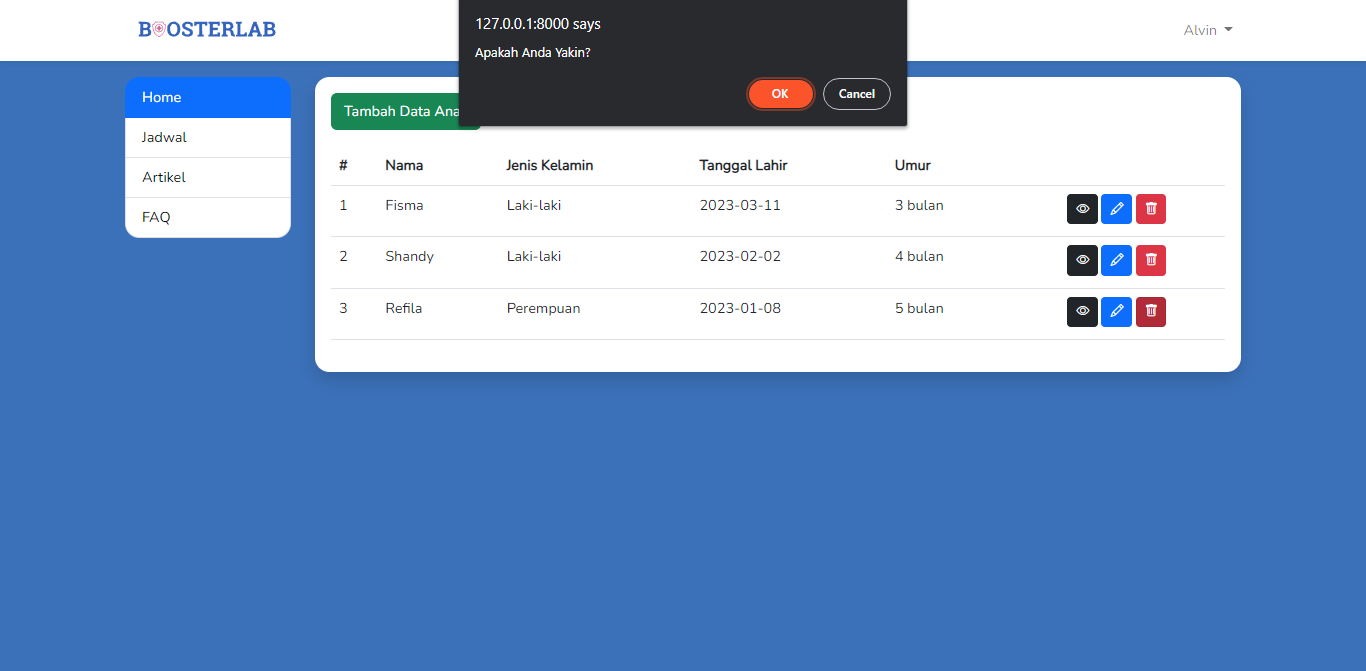 BOOSTERLAB
127.0.0.1:8000 says
Apakah Anda Yakin?
OK
Cancel
Alvin
Home
Jadwal
Artikel
FAQ
Tambah Data Ana
# Nama Jenis Kelamin Tanggal Lahir Umur
1 Fisma Laki-laki 2023-03-11 3 bulan
2 Shandy Laki-laki 2023-02-02 4 bulan
3 Refila Perempuan 2023-01-08 5 bulan